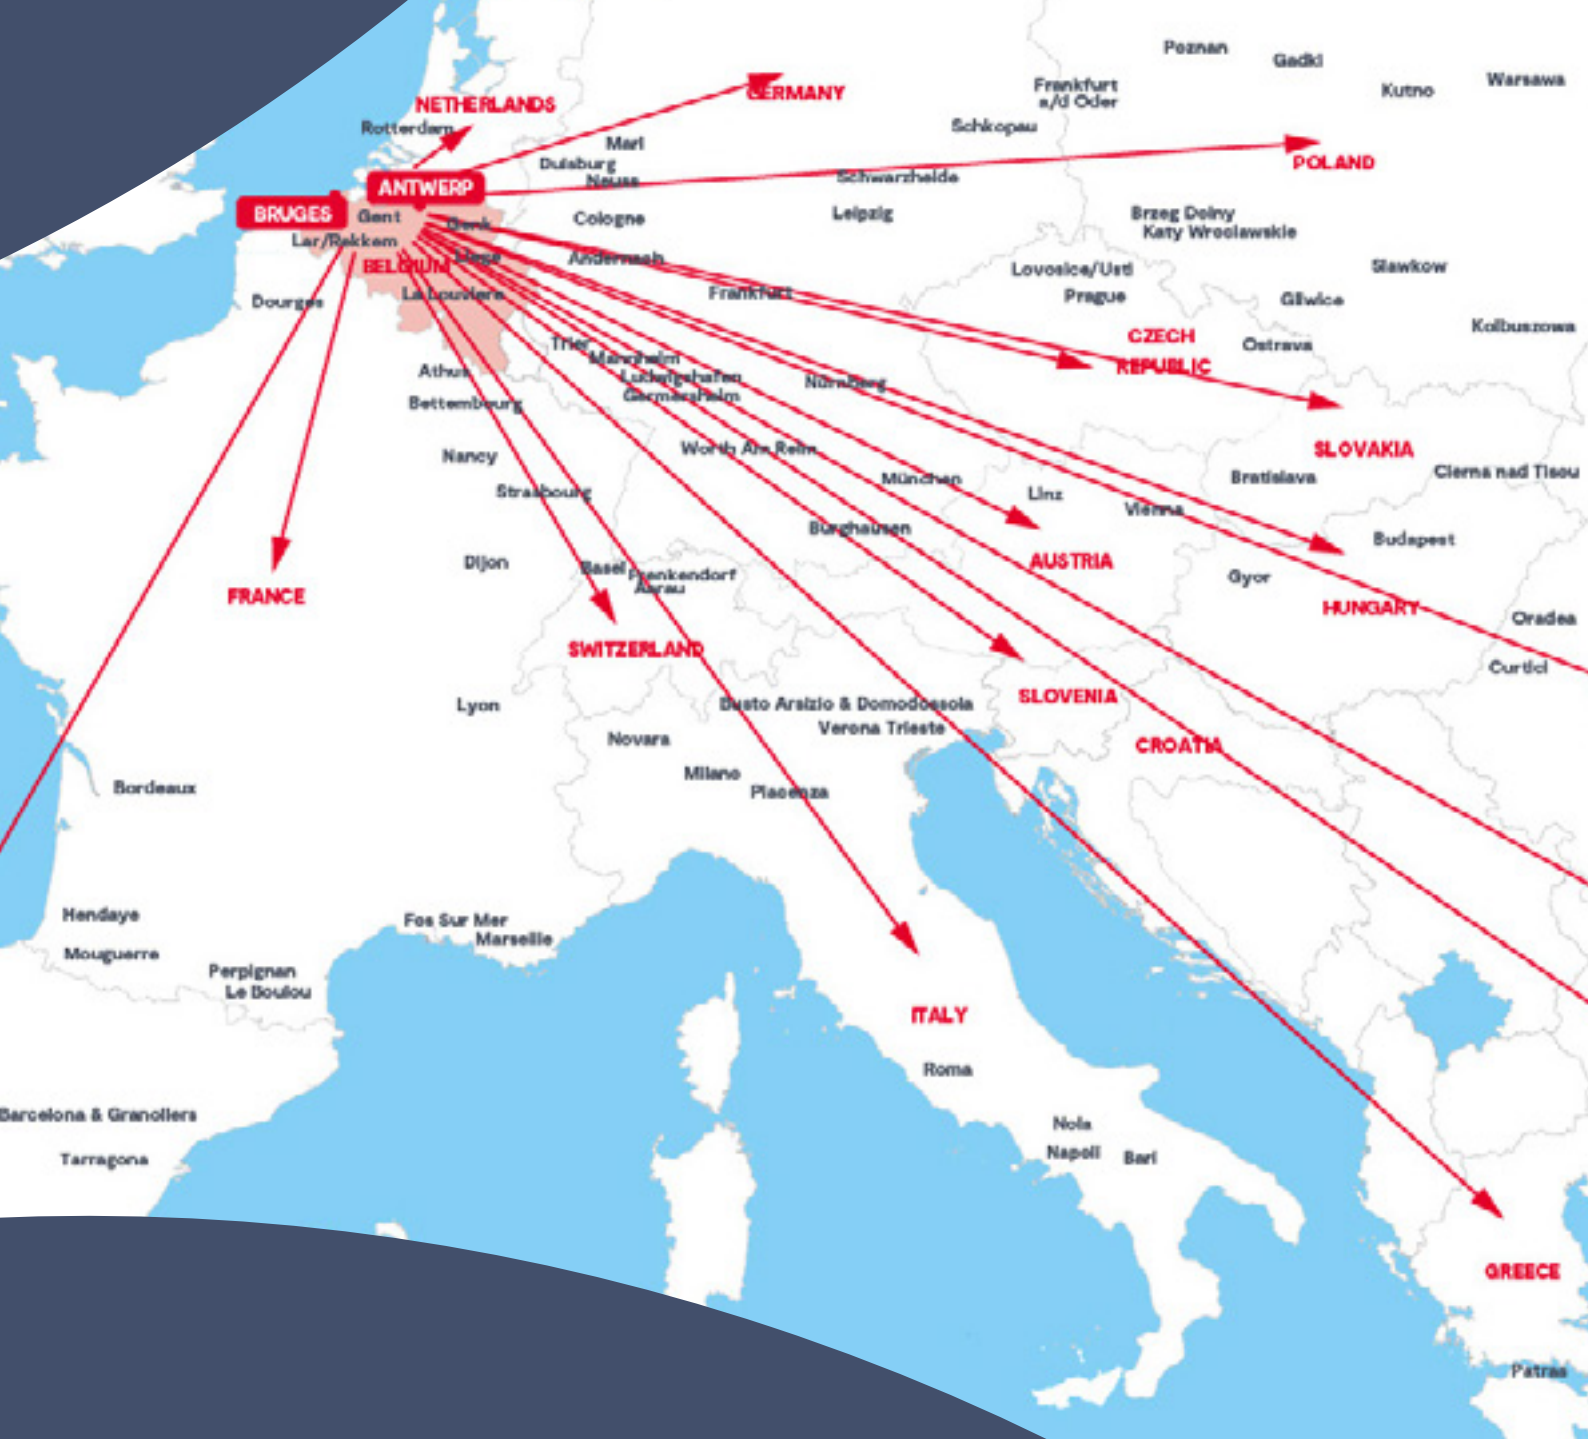 Poznan
Gadki
Warsawa
Kutno
Frankfurt
a/d Oder
GERMANY
NETHERLANDS
Rotterdam
Schkopau
Marl
Duisburg
Neuss
POLAND
Schwarzheide
ANTWERP
BRUGES
Gent
Genk
Cologne
Leipzig
Brzeg Dolny
Katy Wroclawskie
Lar/Rekkem
Liege
Andernach
BELGIUM
Lovosice/Usti
Slawkow
La Louviere
Frankfurt
Prague
Gliwice
Dourges
Kolbuszowa
CZECH
REPUBLIC
Ostrava
Trier
Mannheim
Ludwigshafen
Germersheim
Nürnberg
Athus
Bettembourg
Nancy
Worth Am Rein
SLOVAKIA
München
Linz
Bratislava
Cierna nad Tisou
Strasbourg
Vienna
Burghausen
Budapest
Dijon
Basel
Frenkendorf
Aarau
AUSTRIA
Gyor
FRANCE
HUNGARY
Oradea
SWITZERLAND
Curtici
SLOVENIA
Lyon
Busto Arsizio & Domodossola
Verona Trieste
Novara
CROATIA
Milano
Piacenza
Bordeaux
Hendaye
Fos Sur Mer
Marseille
Mouguerre
Perpignan
Le Boulou
ITALY
Roma
Barcelona & Granollers
Nola
Napoli
Bari
Tarragona
GREECE
Patras